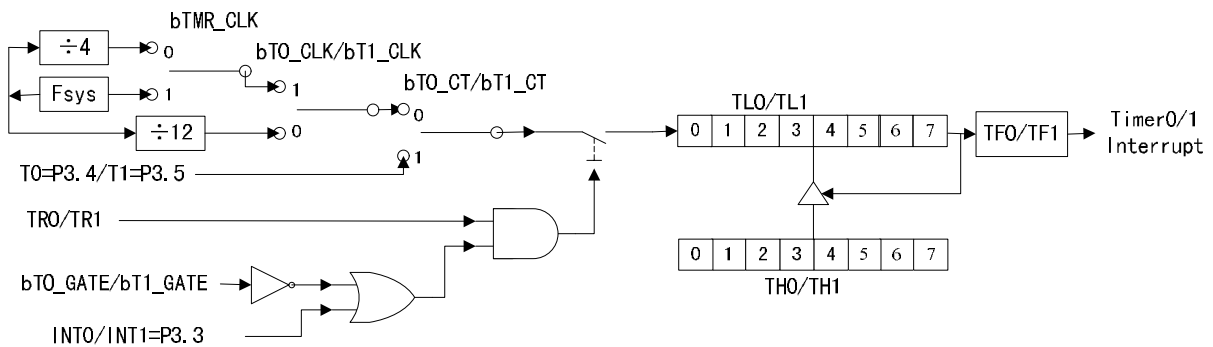 bTMR_CLK
÷4
0
bT0_CLK/bT1_CLK
Fsys
1
1
bT0_CT/bT1_CT
÷12
0
0
1
T0=P3.4/T1=P3.5
TL0/TL1
0 1 2 3 4 5 6 7
TF0/TF1
Timer0/1
Interrupt
TR0/TR1
0 1 2 3 4 5 6 7
TH0/TH1
bT0_GATE/bT1_GATE
INT0/INT1=P3.3